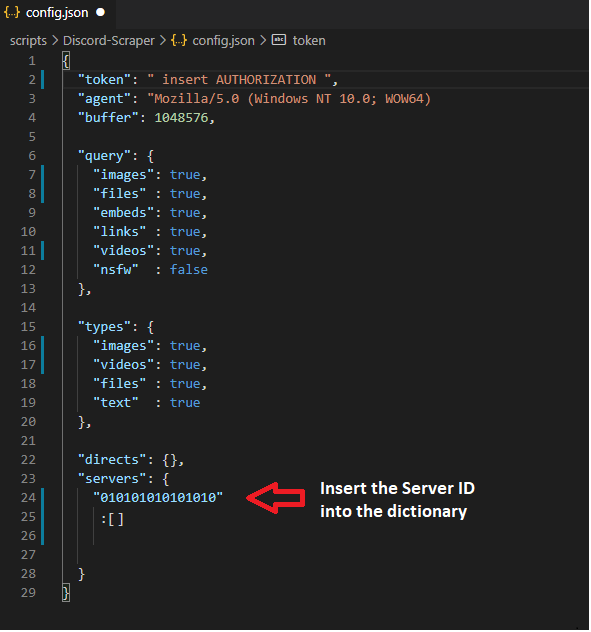 {..} config.json ●
scripts > Discord-Scraper > {..} config.json > abc token
1 {
2 "token": " insert AUTHORIZATION ",
3 "agent": "Mozilla/5.0 (Windows NT 10.0; WOW64)
4 "buffer": 1048576,
5
6 "query": {
7 "images": true,
8 "files" : true,
9 "embeds": true,
10 "links" : true,
11 "videos": true,
12 "nsfw"  : false
13 },
14
15 "types": {
16 "images": true,
17 "videos": true,
18 "files" : true,
19 "text"  : true
20 },
21
22 "directs": {},
23 "servers": {
24 "010101010101010"
25 :[]
26
27
28 }
29 }
Insert the Server ID
into the dictionary